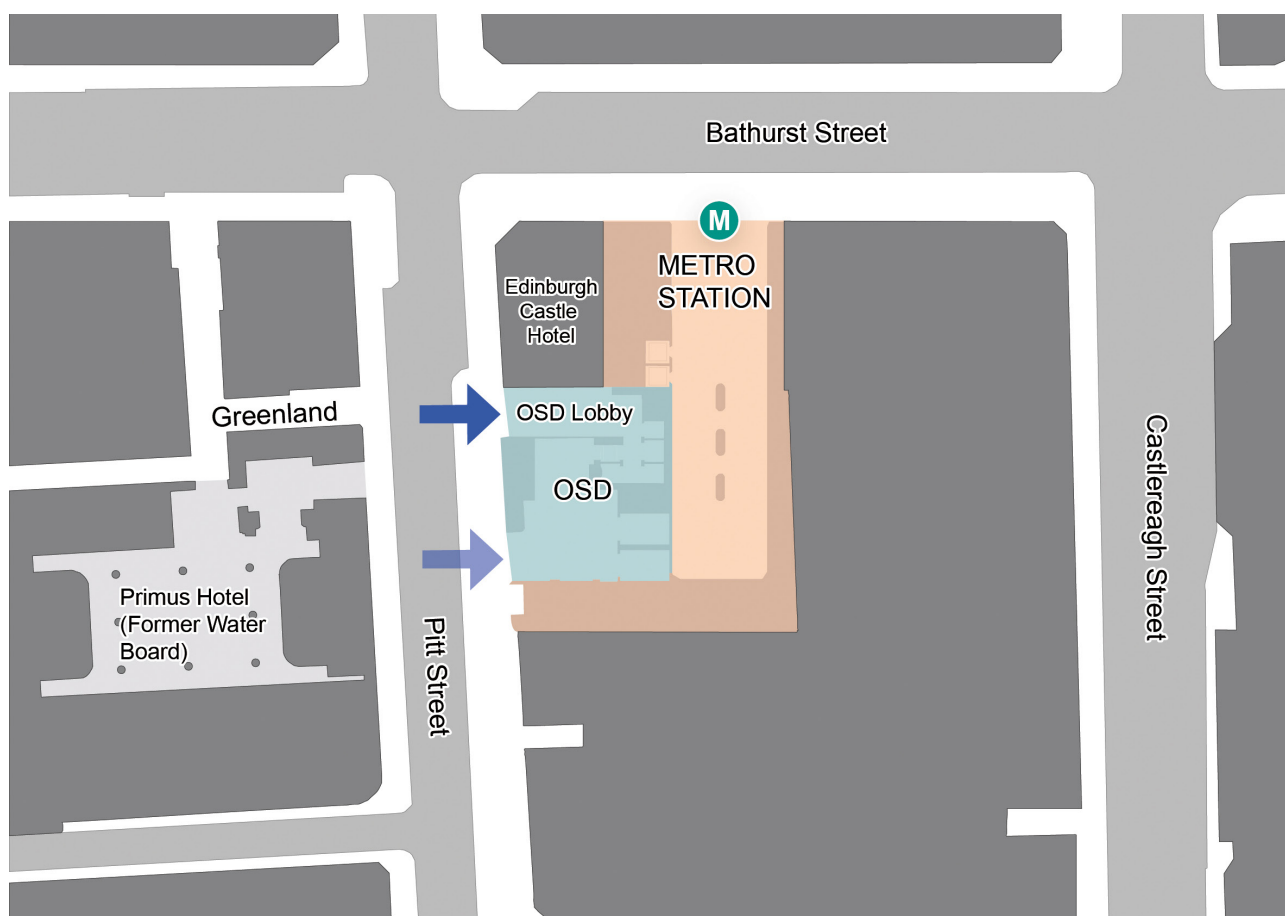 Bathurst Street
M
METRO
STATION
Edinburgh
Castle
Hotel
Greenland
OSD Lobby
OSD
Primus Hotel
(Former Water
Board)
Pitt Street
Castlereagh Street